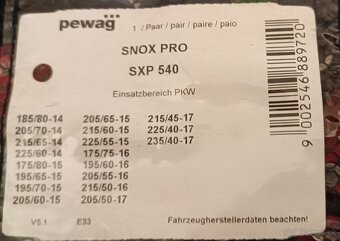 pewag 1 / Paar / pair / paire / paio
SNOX PRO
SXP 540
Einsatzbereich PKW
185/80-14 205/65-15 215/45-17
205/70-14 215/60-15 225/40-17
215/65-14 225/55-15 235/40-17
225/60-14 175/75-16
175/80-15 195/60-16
195/65-15 205/55-16
195/70-15 215/50-16
205/60-15 205/50-17
V5.1 E33 Fahrzeugherstellerdaten beachten!
9 002546 889720